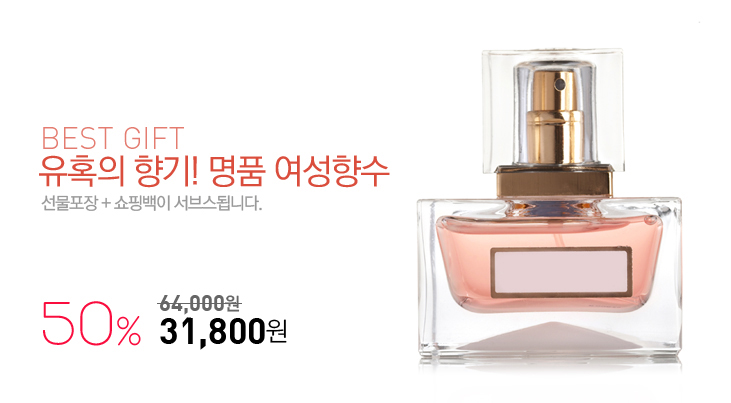 BEST GIFT
유혹의 향기! 명품 여성향수
선물포장 + 쇼핑백이 서브스됩니다.
50% 64,000원
31,800원